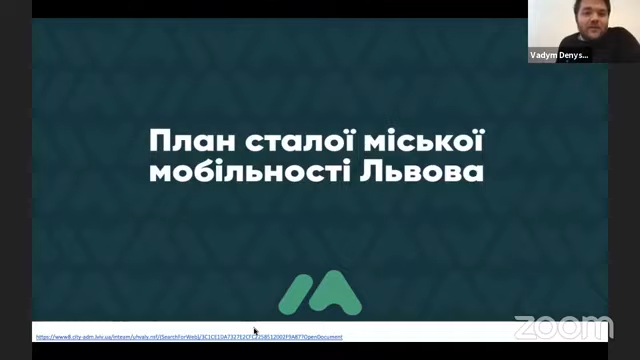 Vadym Denys...
План сталої міської
мобільності Львова
zoom